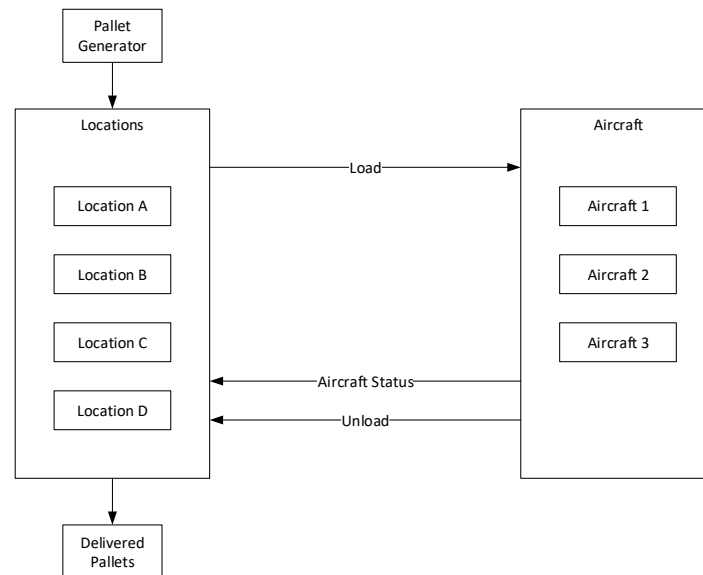 Pallet
Generator
Locations
Aircraft
Load
Location A
Aircraft 1
Location B
Aircraft 2
Location C
Aircraft 3
Aircraft Status
Location D
Unload
Delivered
Pallets